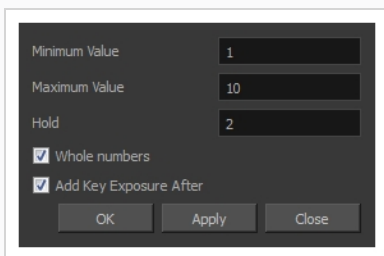 Minimum Value 1
Maximum Value 10
Hold 2
Whole numbers
Add Key Exposure After
OK Apply Close